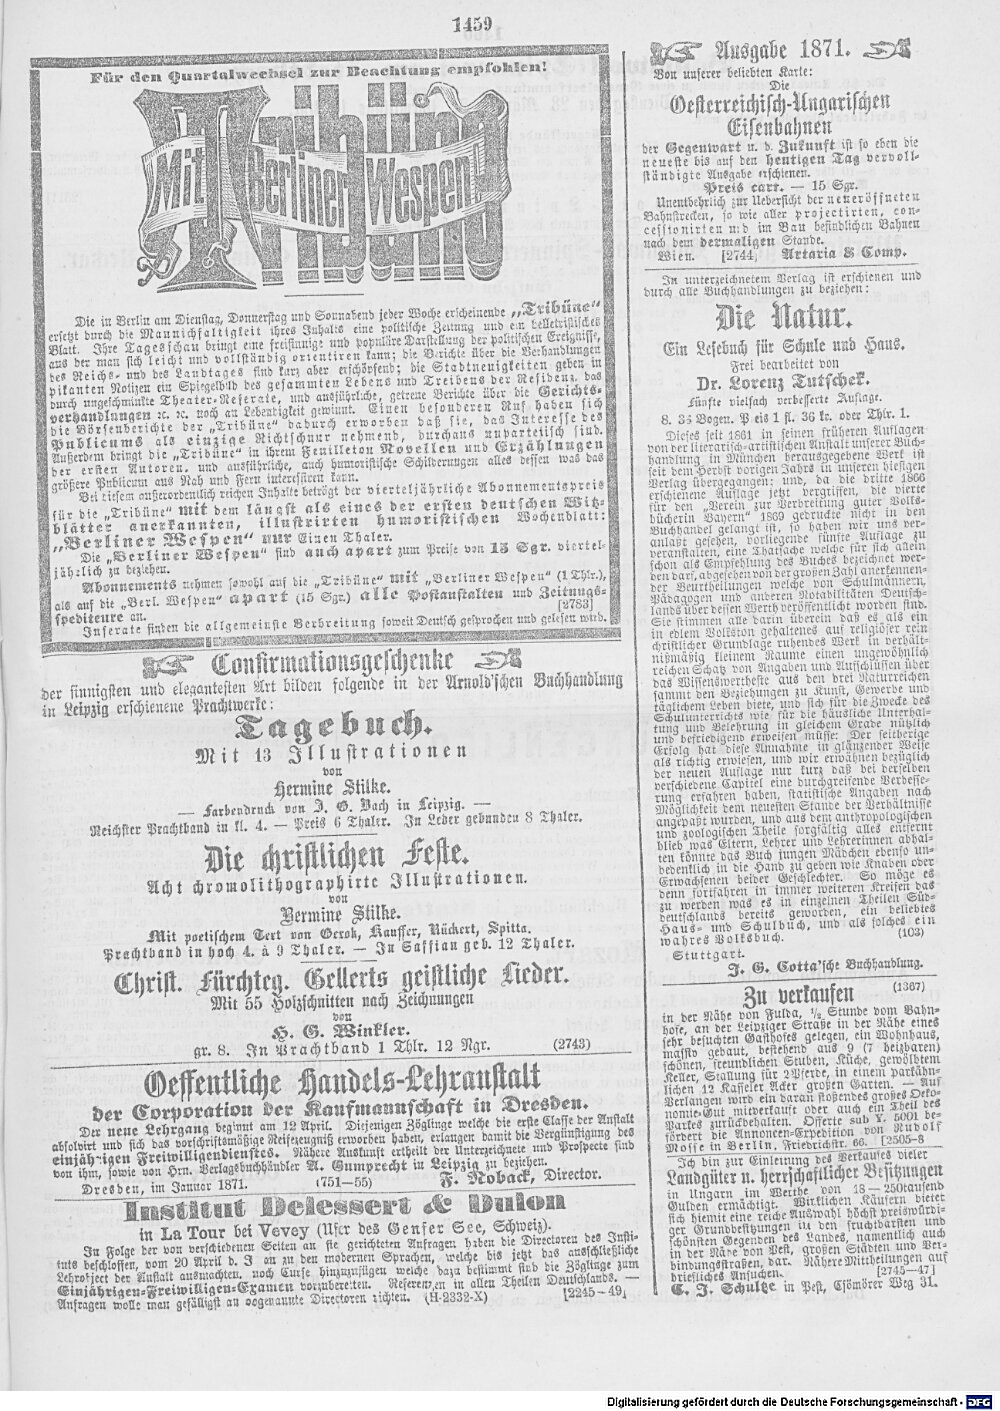 1459
Für den Quartalwechsel zur Beachtung empfohlen!
Tribüne
Mit Berliner Wespen
Die in Berlin am Dienstag, Donnerstag und Sonnabend jeder Woche erscheinende „Tribüne“
ersetzt durch die Mannichfaltigkeit ihres Inhalts eine politische Zeitung und ein belletristisches
Blatt. Ihre Tagesschau bringt eine freisinnige und populäre Darstellung der politischen Ereignisse,
aus der man sich leicht und vollständig orientiren kann; die Berichte über die Verhandlungen
des Reichs- und des Landtages sind kurz aber erschöpfend; die Stadtneuigkeiten geben in
pikanten Notizen ein Spiegelbild des gesammten Lebens und Treibens der Residenz, das
durch ungeschminkte Theater-Referate, und ausführliche, getreue Berichte über die Gerichts-
verhandlungen ꝛc. ꝛc. noch an Lebendigkeit gewinnt. Einen besonderen Ruf haben sich
die Börsenberichte der „Tribüne“ dadurch erworben daß sie, das Interesse des
Publicums als einzige Richtschnur nehmend, durchaus unparteiisch sind.
Außerdem bringt die „Tribüne“ in ihrem Feuilleton Novellen und Erzählungen
der ersten Autoren, und ausführliche, auch humoristische Schilderungen alles dessen was das
größere Publicum aus Nah und Fern interessiren kann.
Bei diesem außerordentlich reichen Inhalte beträgt der vierteljährliche Abonnementspreis
für die „Tribüne“ mit dem längst als eines der ersten deutschen Witz-
blätter anerkannten, illustrirten humoristischen Wochenblatt:
„Berliner Wespen“ nur Einen Thaler.
Die „Berliner Wespen“ sind auch apart zum Preise von 15 Sgr. viertel-
jährlich zu beziehen.
Abonnements nehmen sowohl auf die „Tribüne“ mit „Berliner Wespen“ (1 Thlr.),
als auf die „Berl. Wespen“ apart (15 Sgr.) alle Postanstalten und Zeitungs-
spediteure an. [2783]
Inserate finden die allgemeinste Verbreitung soweit Deutsch gesprochen und gelesen wird.
Confirmationsgeschenke
der sinnigsten und elegantesten Art bilden folgende in der Arnold'schen Buchhandlung
in Leipzig erschienene Prachtwerke:
Tagebuch.
Mit 13 Illustrationen
von
Hermine Stilke.
— Farbendruck von J. G. Bach in Leipzig. —
Reichster Prachtband in kl. 4. — Preis 6 Thaler. In Leder gebunden 8 Thaler.
Die christlichen Feste.
Acht chromolithographirte Illustrationen.
von
Hermine Stilke.
Mit poetischem Text von Gerok, Kauffer, Rückert, Spitta.
Prachtband in hoch 4. à 9 Thaler. — In Saffian geb. 12 Thaler.
Christ. Fürchteg. Gellerts geistliche Lieder.
Mit 55 Holzschnitten nach Zeichnungen
von
H. G. Winkler.
gr. 8. In Prachtband 1 Thlr. 12 Ngr. (2743)
Oeffentliche Handels-Lehranstalt
der Corporation der Kaufmannschaft in Dresden.
Der neue Lehrgang beginnt am 12 April. Diejenigen Zöglinge welche die erste Classe der Anstalt
absolvirt und sich das vorschriftsmäßige Reifezeugniß erworben haben, erlangen damit die Vergünstigung des
einjährigen Freiwilligendienstes. Nähere Auskunft ertheilt der Unterzeichnete und Prospecte sind
von ihm, sowie von Hrn. Verlagsbuchhändler A. Gumprecht in Leipzig zu beziehen.
Dresden, im Januar 1871. (751—55) F. Noback, Director.
Institut Delessert & Dulon
in La Tour bei Vevey (Ufer des Genfer See, Schweiz).
In Folge der von verschiedenen Seiten an sie gerichteten Anfragen haben die Directoren des Insti-
tuts beschlossen, vom 20 April d. J an zu den modernen Sprachen, welche bis jetzt das ausschließliche
Lehrobject der Anstalt ausmachten, noch Curse hinzuzufügen welche dazu bestimmt sind die Zöglinge zum
Einjährigen-Freiwilligen-Examen vorzubereiten. Referenzen in allen Theilen Deutschlands. —
Anfragen wolle man gefälligst an obgenannte Directoren richten. (H-2332-X) [2245—49]
Ausgabe 1871.
Von unserer beliebten Karte:
Die
Oesterreichisch-Ungarischen
Eisenbahnen
der Gegenwart u. d. Zukunft ist so eben die
neueste bis auf den heutigen Tag vervoll-
ständigte Ausgabe erschienen.
Preis cart. — 15 Sgr.
Unentbehrlich zur Uebersicht der neueröffneten
Bahnstrecken, so wie aller projectirten, con-
cessionirten und im Bau befindlichen Bahnen
nach dem dermaligen Stande.
Wien. [2744] Artaria & Comp.
In unterzeichnetem Verlag ist erschienen und
durch alle Buchhandlungen zu beziehen:
Die Natur.
Ein Lesebuch für Schule und Haus.
Frei bearbeitet von
Dr. Lorenz Tutschek.
Fünfte vielfach verbesserte Auflage.
8. 36 Bogen. Preis 1 fl. 36 kr. oder Thlr. 1.
Dieses seit 1861 in seinen früheren Auflagen
von der literarisch-artistischen Anstalt unserer Buch-
handlung in München herausgegebene Werk ist
seit dem Herbst vorigen Jahrs in unseren hiesigen
Verlag übergegangen: und, da die dritte 1866
erschienene Auflage jetzt vergriffen, die vierte
für den „Verein zur Verbreitung guter Volks-
bücherin Bayern“ 1869 gedruckte nicht in den
Buchhandel gelangt ist, so haben wir uns ver-
anlaßt gesehen, vorliegende fünfte Auflage zu
veranstalten, eine Thatsache welche für sich allein
schon als Empfehlung des Buches bezeichnet wer-
den darf, abgesehen von der großen Zahl anerkennen-
der Beurtheilungen welche von Schulmännern,
Pädagogen und anderen Notabilitäten Deutsch-
lands über dessen Werth veröffentlicht worden sind.
Sie stimmen alle darin überein daß es als ein
in edlem Volkston gehaltenes auf religiöser rein
christlicher Grundlage ruhendes Werk in verhält-
nißmäßig kleinem Raume einen ungewöhnlich
reichen Schatz von Angaben und Aufschlüssen über
das Wissenswertheste aus den drei Naturreichen
sammt den Beziehungen zu Kunst, Gewerbe und
täglichem Leben biete, und sich für die Zwecke des
Schulunterrichts wie für die häusliche Unterhal-
tung und Belehrung in gleichem Grade nützlich
und befriedigend erweisen müsse: Der seitherige
Erfolg hat diese Annahme in glänzender Weise
als richtig erwiesen, und wir erwähnen bezüglich
der neuen Auflage nur kurz daß bei derselben
verschiedene Capitel eine durchgreifende Verbesse-
rung erfahren haben, statistische Angaben nach
Möglichkeit dem neuesten Stande der Verhältnisse
angepaßt wurden, und aus dem anthropologischen
und zoologischen Theile sorgfältig alles entfernt
blieb was Eltern, Lehrer und Lehrerinnen abhal-
ten könnte das Buch jungen Mädchen ebenso un-
bedenklich in die Hand zu geben wie Knaben oder
Erwachsenen beider Geschlechter. So möge es
denn fortfahren in immer weiteren Kreisen das
zu werden was es in einzelnen Theilen Süd-
deutschlands bereits geworden, ein beliebtes
Haus- und Schulbuch, und als solches ein
wahres Volksbuch. (103)
Stuttgart.
J. G. Cotta'sche Buchhandlung.
Zu verkaufen (1367)
in der Nähe von Fulda, ½ Stunde vom Bahn-
hofe, an der Leipziger Straße in der Nähe eines
sehr besuchten Gasthofes gelegen, ein Wohnhaus,
massiv gebaut, bestehend aus 9 (7 heizbaren,
schönen, freundlichen Stuben, Küche, gewölbtem
Keller, Stallung für 2 Pferde, in einem parkähn-
lichen 12 Kasseler Acker großen Garten. — Auf
Verlangen wird ein daran stoßendes großes Oeko-
nomie-Gut mitverkauft oder auch ein Theil des
Parkes zurückbehalten. Offerte sub Y. 5001 be-
fördert die Annoncen-Expedition von Rudolf
Mosse in Berlin, Friedrichstr. 66. [2505-8
Ich bin zur Einleitung des Verkaufes vieler
Landgüter u. herrschaftlicher Besitzungen
in Ungarn im Werthe von 18—250tausend
Gulden ermächtigt. Wirklichen Käufern bietet
sich hiemit eine reiche Auswahl höchst preiswürdi-
ger Grundbesitzungen in den fruchtbarsten und
schönsten Gegenden des Landes, namentlich auch
in der Nähe von Pest, großen Städten und Ver-
bindungsstraßen, dar. Nähere Mittheilungen auf
briefliches Ansuchen. [2745—47]
C. J. Schultze in Pest, Csömörer Weg 31.
Digitalisierung gefördert durch die Deutsche Forschungsgemeinschaft - DFG